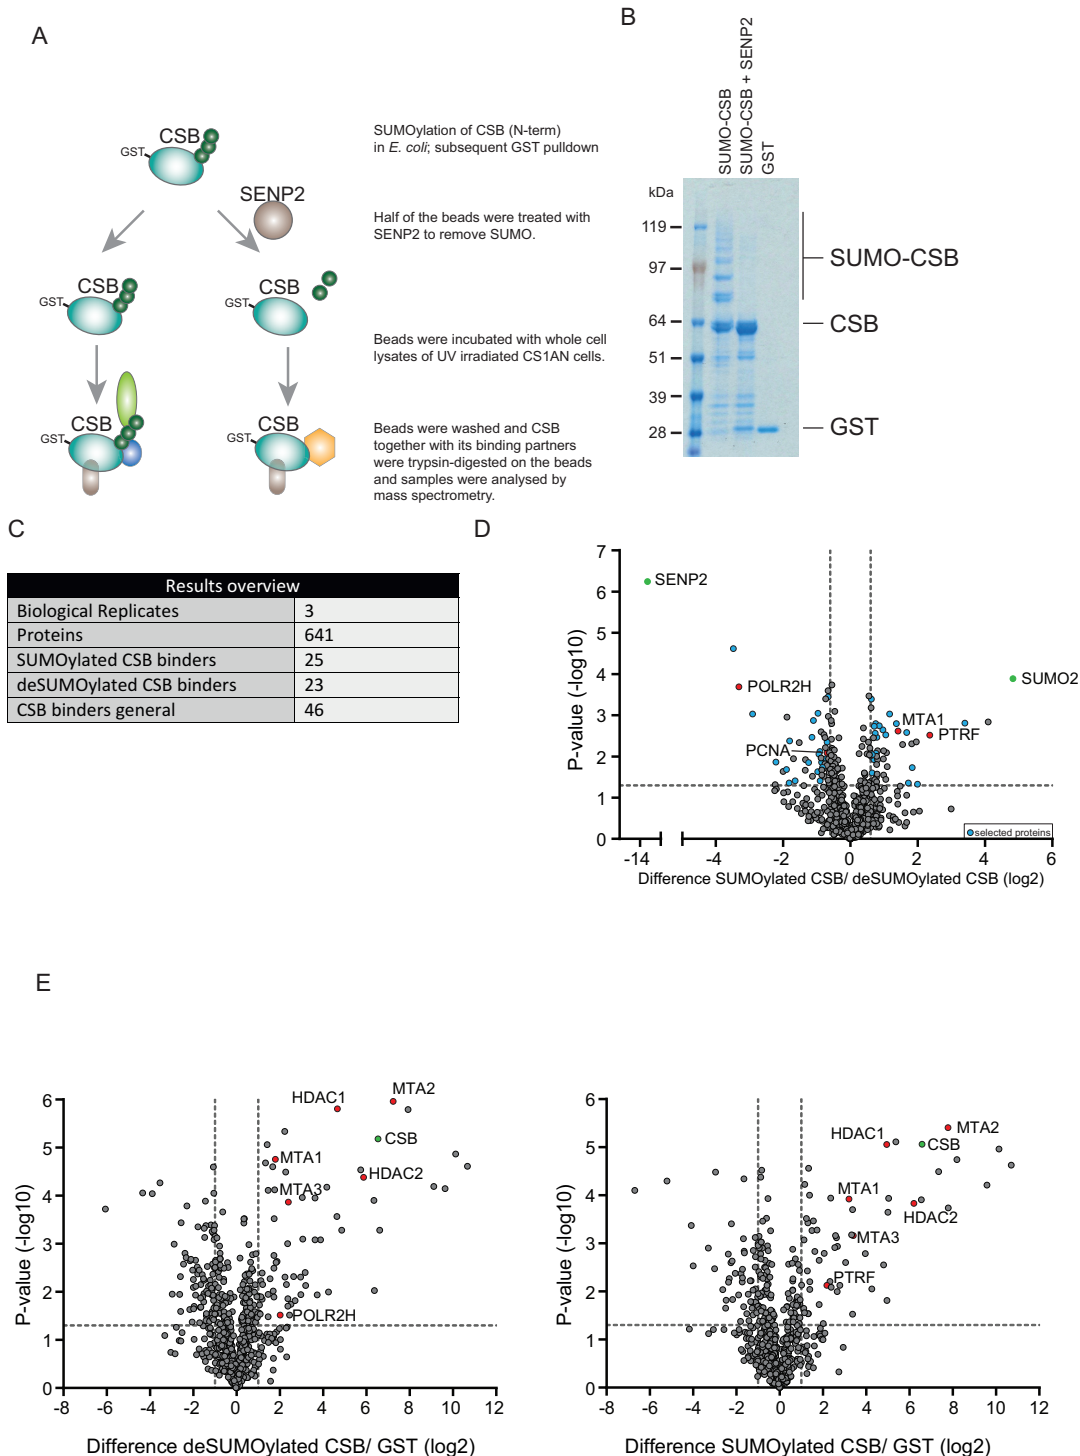 A
CSB
GST
SENP2
CSB
GST
CSB
GST
CSB
GST
CSB
GST
SUMOylation of CSB (N-term)
in E. coli; subsequent GST pulldown
Half of the beads were treated with
SENP2 to remove SUMO.
Beads were incubated with whole cell
lysates of UV irradiated CS1AN cells.
Beads were washed and CSB
together with its binding partners
were trypsin-digested on the beads
and samples were analysed by
mass spectrometry.
B
SUMO-CSB
SUMO-CSB + SENP2
GST
kDa
119
97
64
51
39
28
SUMO-CSB
CSB
GST
C
Results overview
Biological Replicates 3
Proteins 641
SUMOylated CSB binders 25
deSUMOylated CSB binders 23
CSB binders general 46
D
P-value (-log10)
7
6
5
4
3
2
1
0
SENP2
POLR2H
PCNA
MTA1
PTRF
SUMO2
selected proteins
-14 -4 -2 0 2 4 6
Difference SUMOylated CSB/ deSUMOylated CSB (log2)
E
P-value (-log10)
6
5
4
3
2
1
0
HDAC1
MTA2
CSB
MTA1
HDAC2
MTA3
POLR2H
-8 -6 -4 -2 0 2 4 6 8 10 12
Difference deSUMOylated CSB/ GST (log2)
P-value (-log10)
6
5
4
3
2
1
0
HDAC1
MTA2
CSB
MTA1
HDAC2
MTA3
PTRF
-8 -6 -4 -2 0 2 4 6 8 10 12
Difference SUMOylated CSB/ GST (log2)